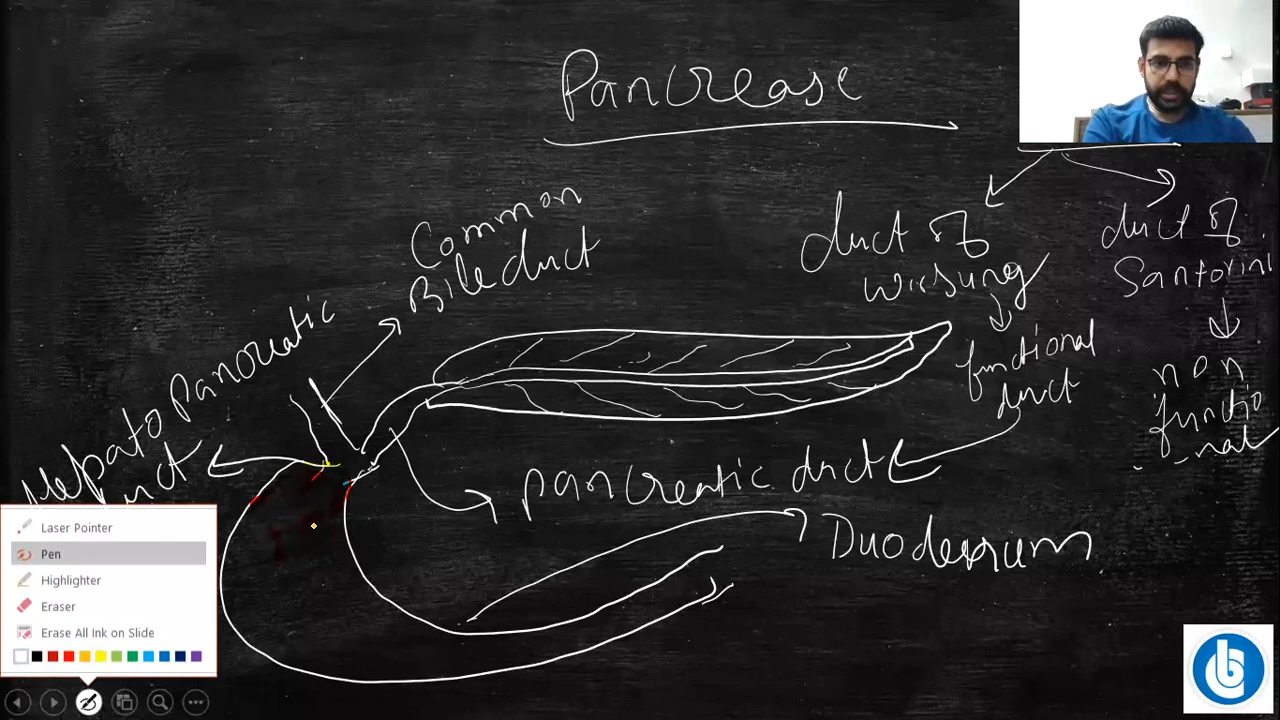 Pancrease
Common
Bile duct
duct of
wirsung
functional
duct
duct of
Santorini
non
functio
nal
Hepato Pancreatic
duct
pancreatic duct
Duodenum
Laser Pointer
Pen
Highlighter
Eraser
Erase All Ink on Slide